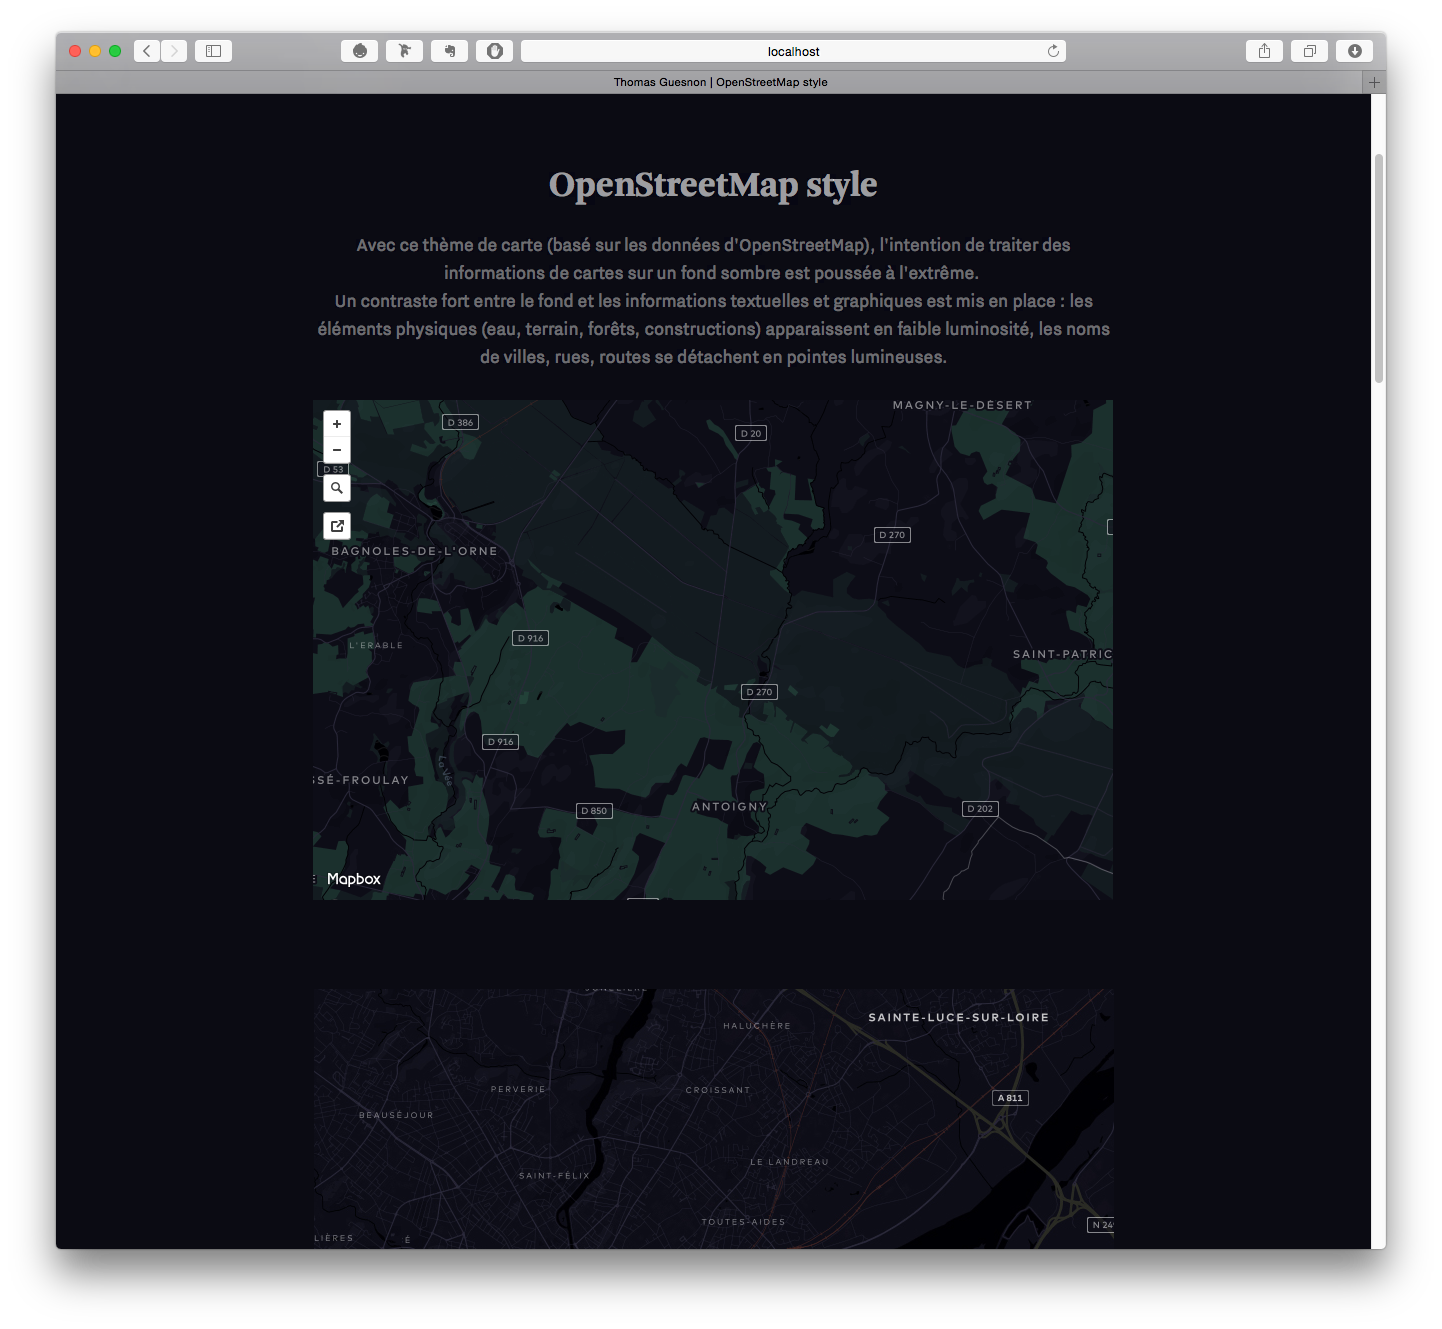 localhost
Thomas Guesnon | OpenStreetMap style
OpenStreetMap style
Avec ce thème de carte (basé sur les données d'OpenStreetMap), l'intention de traiter des
informations de cartes sur un fond sombre est poussée à l'extrême.
Un contraste fort entre le fond et les informations textuelles et graphiques est mis en place : les
éléments physiques (eau, terrain, forêts, constructions) apparaissent en faible luminosité, les noms
de villes, rues, routes se détachent en pointes lumineuses.
MAGNY-LE-DÉSERT
D 386
D 20
D 53
D 270
BAGNOLES-DE-L'ORNE
D 916
L'ERABLE
SAINT-PATRIC
D 270
D 916
La Vée
SSÉ-FROULAY
ANTOIGNY
D 850
D 202
Mapbox
SAINTE-LUCE-SUR-LOIRE
HALUCHÈRE
PERVERIE
CROISSANT
A 811
BEAUSÉJOUR
LE LANDREAU
SAINT-FÉLIX
TOUTES-AIDES
N 24
LIÈRES
É